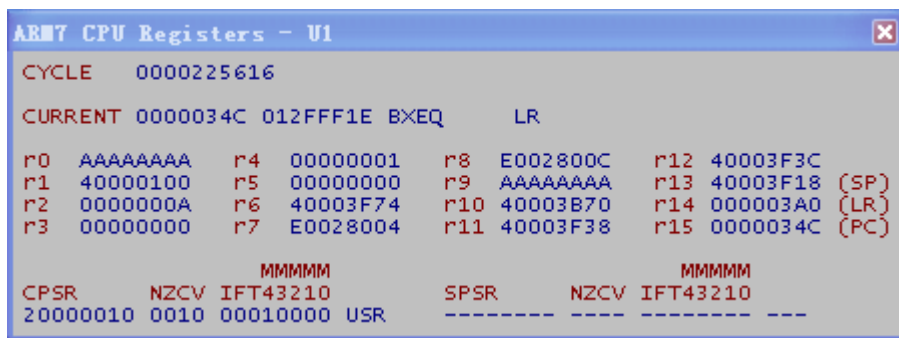 ARM7 CPU Registers - U1
CYCLE 0000225616
CURRENT 0000034C 012FFF1E BXEQ LR
r0 AAAAAAAA r4 00000001 r8 E002800C r12 40003F3C
r1 40000100 r5 00000000 r9 AAAAAAAA r13 40003F18 (SP)
r2 0000000A r6 40003F74 r10 40003B70 r14 000003A0 (LR)
r3 00000000 r7 E0028004 r11 40003F38 r15 0000034C (PC)
MMMMM MMMMM
CPSR NZCV IFT43210 SPSR NZCV IFT43210
20000010 0010 00010000 USR -------- ---- -------- ---